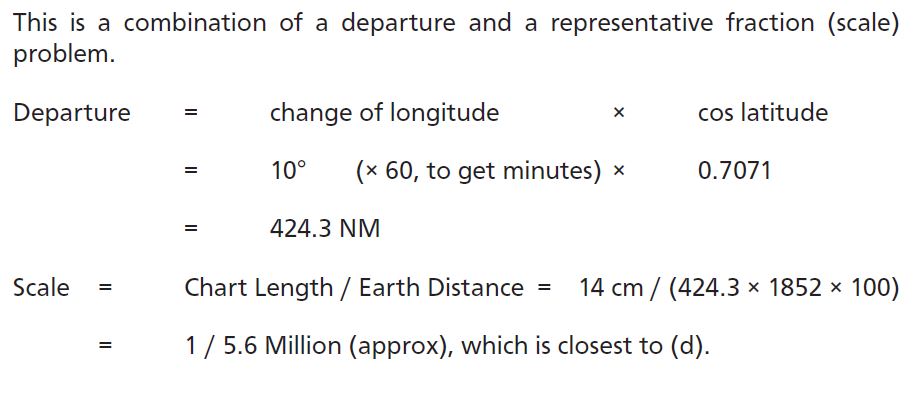 This is a combination of a departure and a representative fraction (scale)
problem.
Departure = change of longitude × cos latitude
= 10° (× 60, to get minutes) × 0.7071
= 424.3 NM
Scale = Chart Length / Earth Distance = 14 cm / (424.3 × 1852 × 100)
= 1 / 5.6 Million (approx), which is closest to (d).